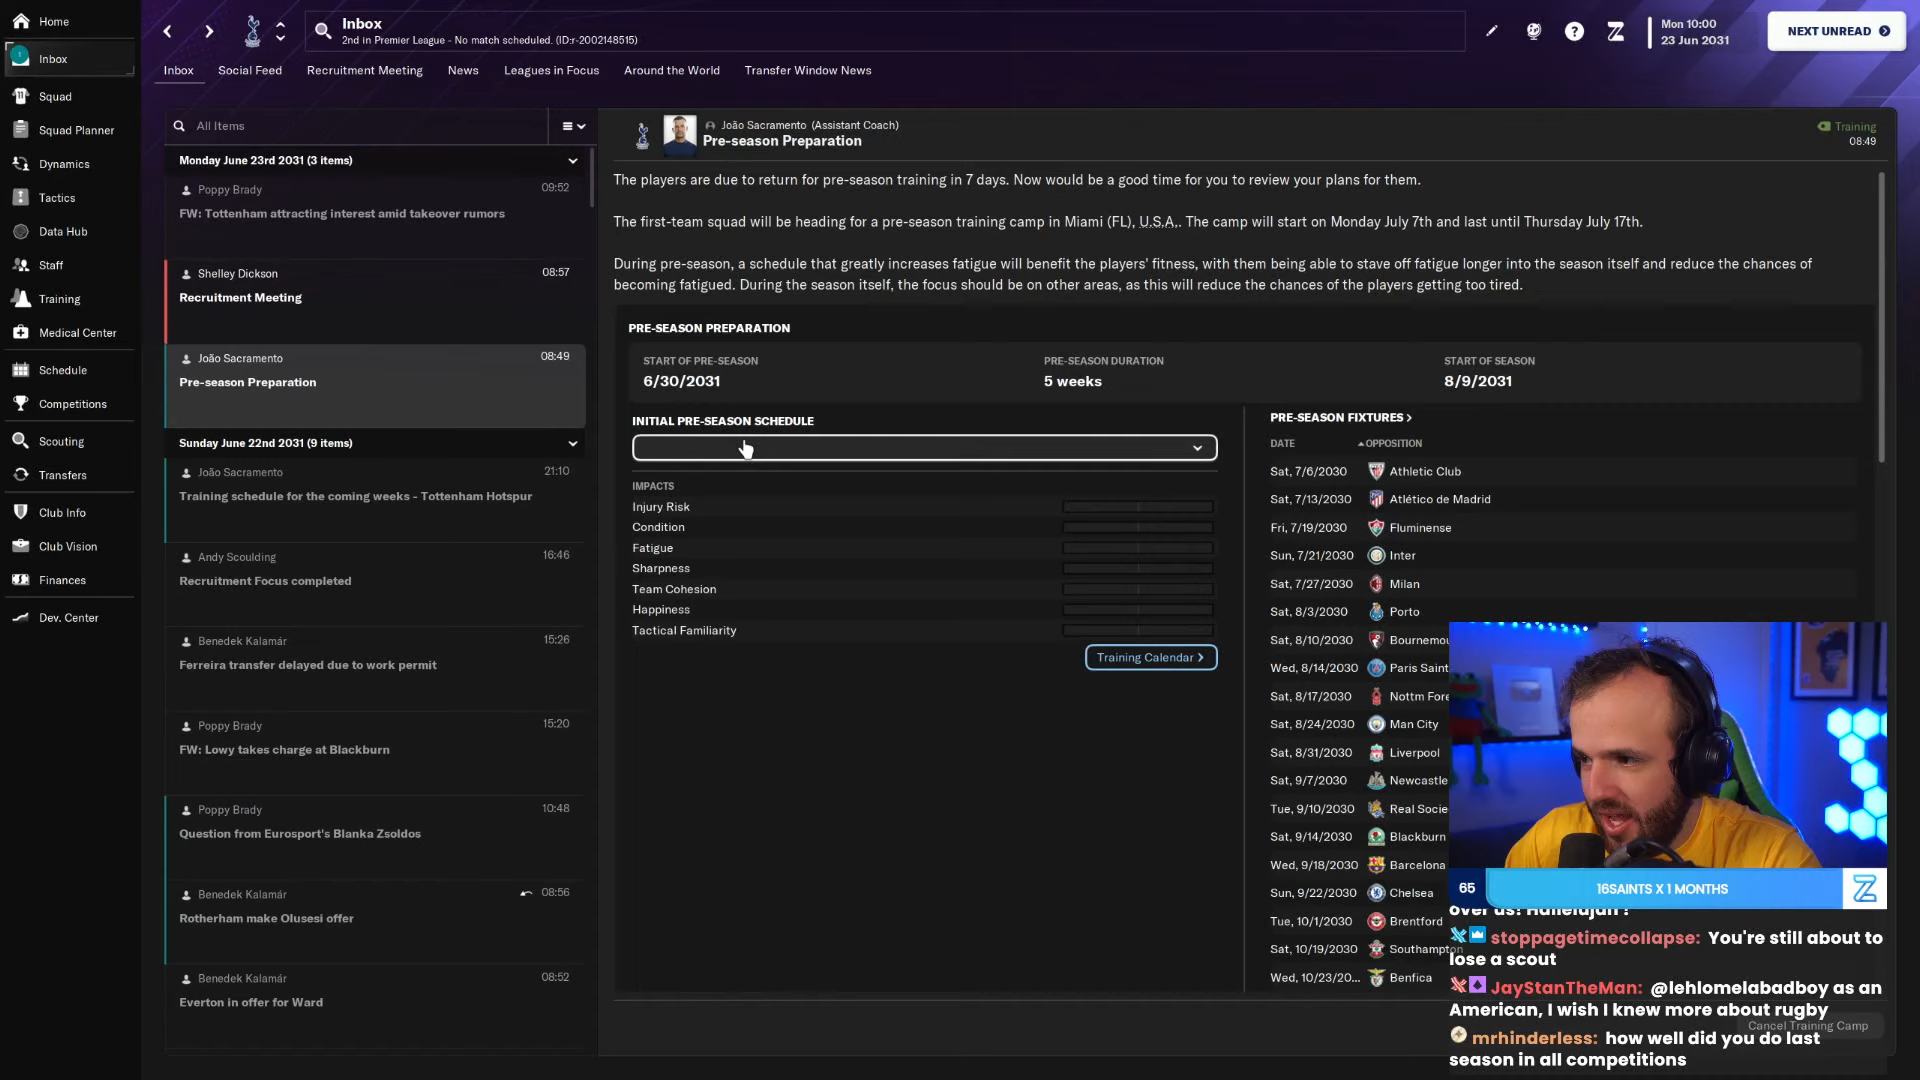 Home
Inbox
Squad
Squad Planner
Dynamics
Tactics
Data Hub
Staff
Training
Medical Center
Schedule
Competitions
Scouting
Transfers
Club Info
Club Vision
Finances
Dev. Center
Inbox
2nd in Premier League - No match scheduled. (ID:r-2002148515)
Mon 10:00
23 Jun 2031
NEXT UNREAD
Inbox Social Feed Recruitment Meeting News Leagues in Focus Around the World Transfer Window News
All Items
Monday June 23rd 2031 (3 items)
Poppy Brady 09:52
FW: Tottenham attracting interest amid takeover rumors
Shelley Dickson 08:57
Recruitment Meeting
João Sacramento 08:49
Pre-season Preparation
Sunday June 22nd 2031 (9 items)
João Sacramento 21:10
Training schedule for the coming weeks - Tottenham Hotspur
Andy Scoulding 16:46
Recruitment Focus completed
Benedek Kalamár 15:26
Ferreira transfer delayed due to work permit
Poppy Brady 15:20
FW: Lowy takes charge at Blackburn
Poppy Brady 10:48
Question from Eurosport's Blanka Zsoldos
Benedek Kalamár 08:56
Rotherham make Olusesi offer
Benedek Kalamár 08:52
Everton in offer for Ward
João Sacramento (Assistant Coach)
Pre-season Preparation
Training
08:49
The players are due to return for pre-season training in 7 days. Now would be a good time for you to review your plans for them.
The first-team squad will be heading for a pre-season training camp in Miami (FL), U.S.A,. The camp will start on Monday July 7th and last until Thursday July 17th.
During pre-season, a schedule that greatly increases fatigue will benefit the players' fitness, with them being able to stave off fatigue longer into the season itself and reduce the chances of
becoming fatigued. During the season itself, the focus should be on other areas, as this will reduce the chances of the players getting too tired.
PRE-SEASON PREPARATION
START OF PRE-SEASON PRE-SEASON DURATION START OF SEASON
6/30/2031 5 weeks 8/9/2031
INITIAL PRE-SEASON SCHEDULE
IMPACTS
Injury Risk
Condition
Fatigue
Sharpness
Team Cohesion
Happiness
Tactical Familiarity
Training Calendar >
PRE-SEASON FIXTURES >
DATE OPPOSITION
Sat, 7/6/2030 Athletic Club
Sat, 7/13/2030 Atlético de Madrid
Fri, 7/19/2030 Fluminense
Sun, 7/21/2030 Inter
Sat, 7/27/2030 Milan
Sat, 8/3/2030 Porto
Sat, 8/10/2030 Bournemou
Wed, 8/14/2030 Paris Saint
Sat, 8/17/2030 Nottm Fore
Sat, 8/24/2030 Man City
Sat, 8/31/2030 Liverpool
Sat, 9/7/2030 Newcastle
Tue, 9/10/2030 Real Socie
Sat, 9/14/2030 Blackburn
Wed, 9/18/2030 Barcelona
Sun, 9/22/2030 Chelsea
Tue, 10/1/2030 Brentford
Sat, 10/19/2030 Southampton
Wed, 10/23/20... Benfica
65 16SAINTS X 1 MONTHS
over us! Hallelujah !
stoppagetimecollapse: You're still about to
lose a scout
JayStanTheMan: @lehlomelabadboy as an
American, I wish I knew more about rugby
mrhinderless: how well did you do last
season in all competitions
Cancel Training Camp